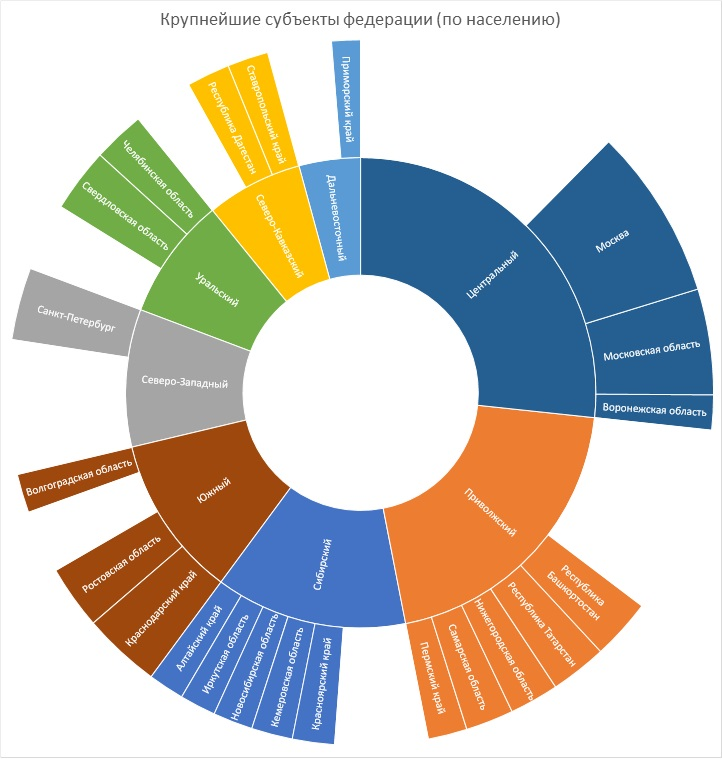 Крупнейшие субъекты федерации (по населению)
Центральный
Москва
Московская область
Воронежская область
Приволжский
Республика
Башкортостан
Республика Татарстан
Нижегородская область
Самарская область
Пермский край
Сибирский
Красноярский край
Кемеровская область
Новосибирская область
Иркутская область
Алтайский край
Южный
Краснодарский край
Ростовская область
Волгоградская область
Северо-Западный
Санкт-Петербург
Уральский
Свердловская область
Челябинская область
Северо-Кавказский
Республика Дагестан
Ставропольский край
Дальневосточный
Приморский край